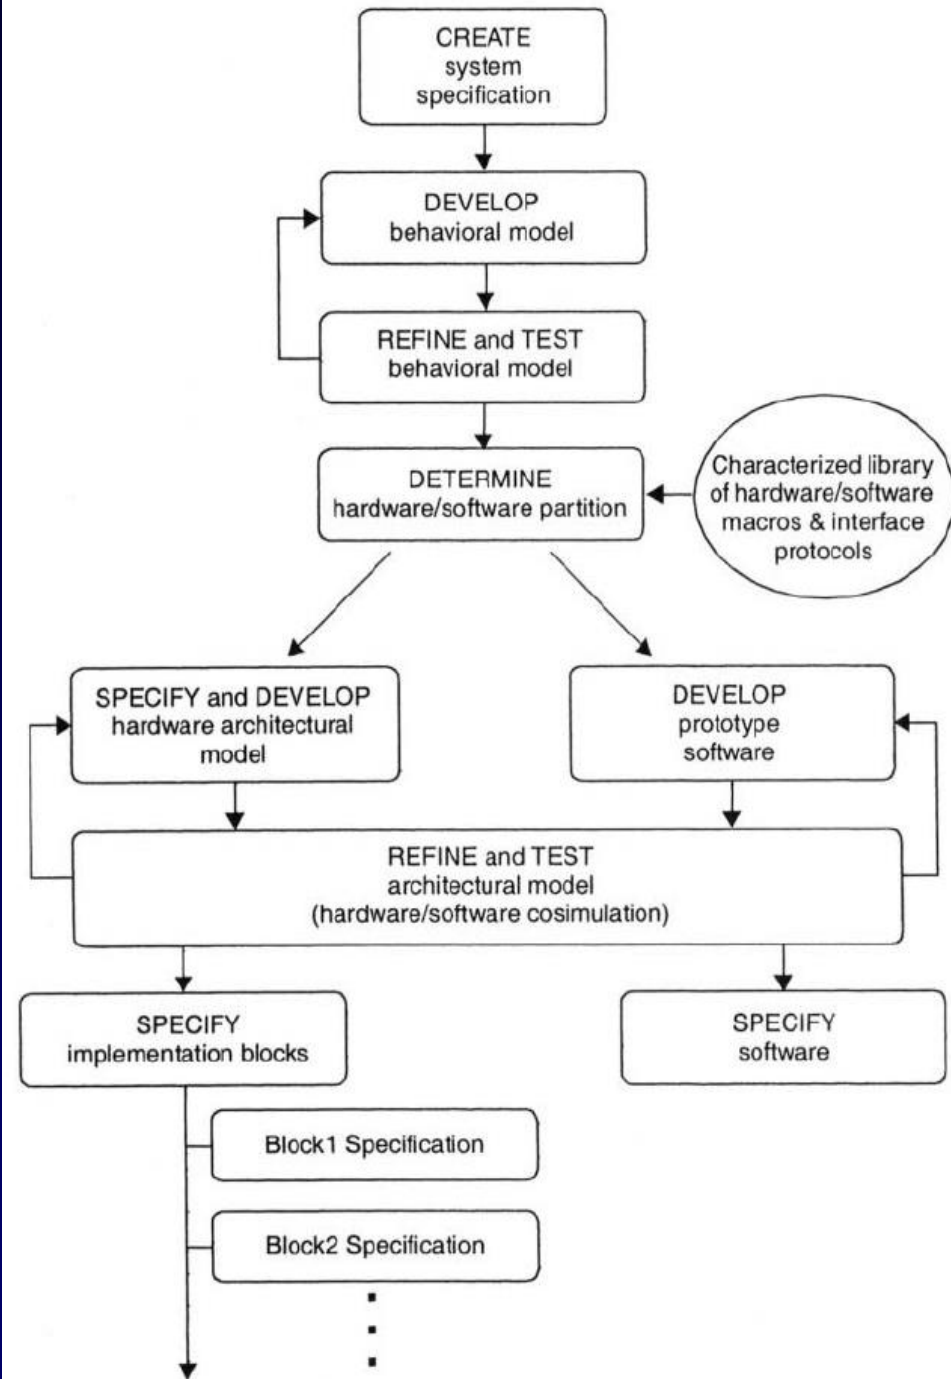 CREATE
system
specification
DEVELOP
behavioral model
REFINE and TEST
behavioral model
DETERMINE
hardware/software partition
Characterized library
of hardware/software
macros & interface
protocols
SPECIFY and DEVELOP
hardware architectural
model
DEVELOP
prototype
software
REFINE and TEST
architectural model
(hardware/software cosimulation)
SPECIFY
implementation blocks
SPECIFY
software
Block1 Specification
Block2 Specification